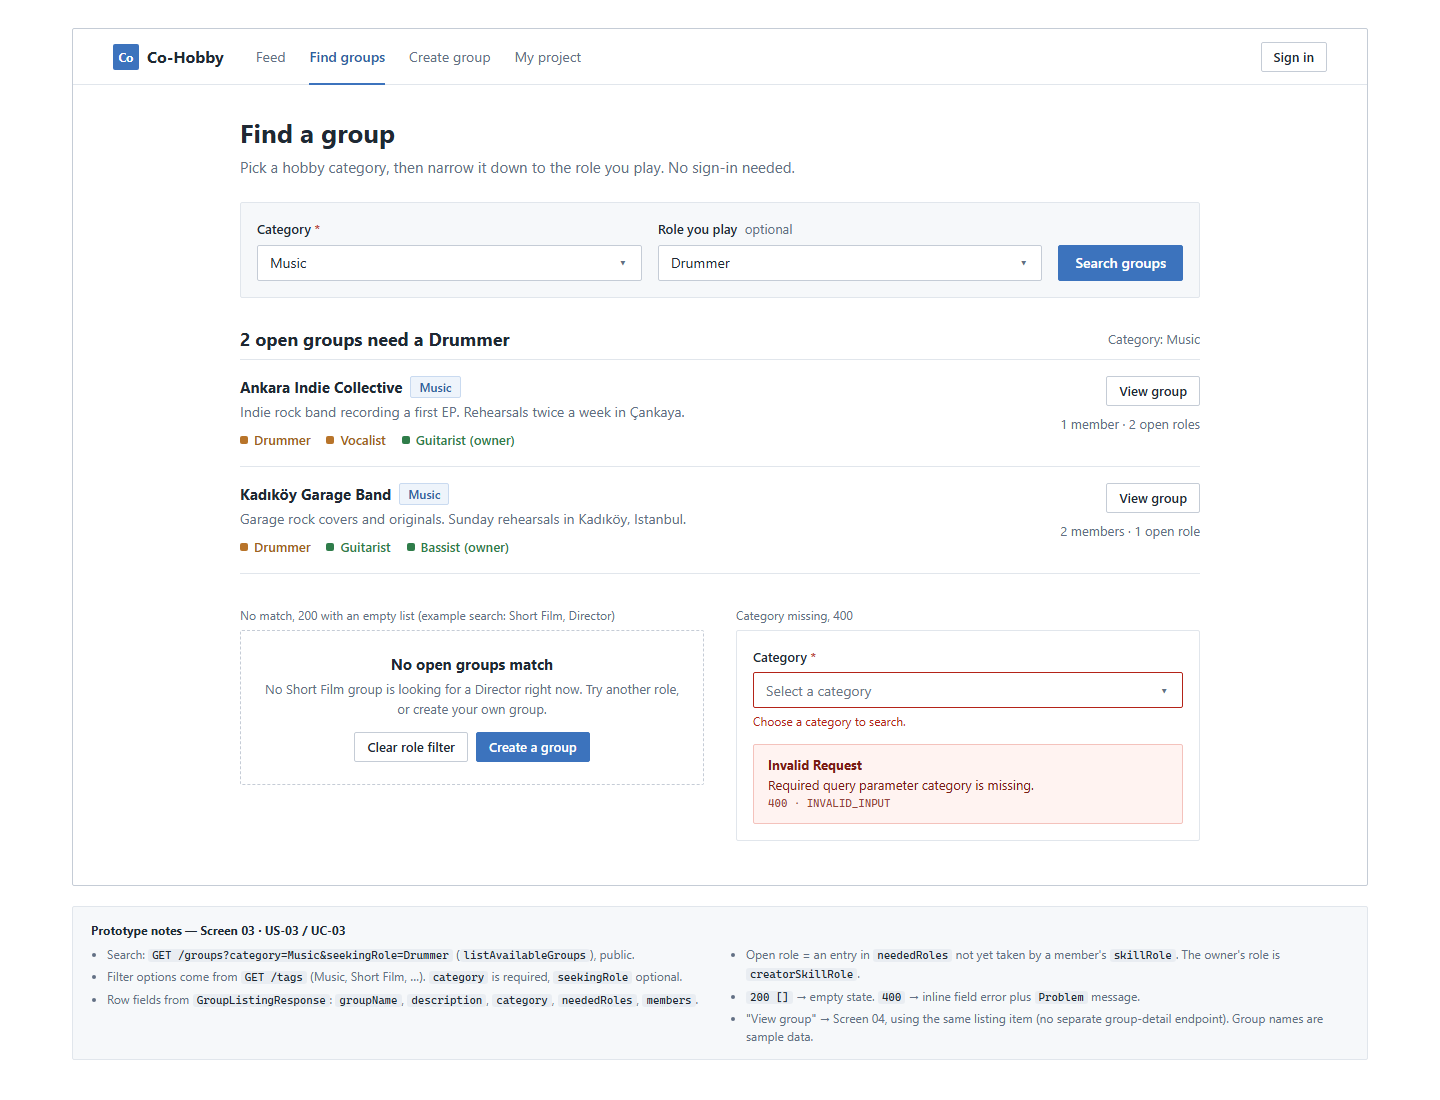 Co Co-Hobby Feed Find groups Create group My project Sign in
Find a group
Pick a hobby category, then narrow it down to the role you play. No sign-in needed.
Category * Role you play optional
Music ▼ Drummer ▼ Search groups
2 open groups need a Drummer Category: Music
Ankara Indie Collective Music View group
Indie rock band recording a first EP. Rehearsals twice a week in Çankaya.
1 member · 2 open roles
Drummer Vocalist Guitarist (owner)
Kadıköy Garage Band Music View group
Garage rock covers and originals. Sunday rehearsals in Kadıköy, Istanbul.
2 members · 1 open role
Drummer Guitarist Bassist (owner)
No match, 200 with an empty list (example search: Short Film, Director)
No open groups match
No Short Film group is looking for a Director right now. Try another role,
or create your own group.
Clear role filter Create a group
Category missing, 400
Category *
Select a category ▼
Choose a category to search.
Invalid Request
Required query parameter category is missing.
400 · INVALID_INPUT
Prototype notes — Screen 03 · US-03 / UC-03
• Search: GET /groups?category=Music&seekingRole=Drummer (listAvailableGroups), public.
• Filter options come from GET /tags (Music, Short Film, …). category is required, seekingRole optional.
• Row fields from GroupListingResponse: groupName, description, category, neededRoles, members.
• Open role = an entry in neededRoles not yet taken by a member's skillRole. The owner's role is
creatorSkillRole.
• 200 [] → empty state. 400 → inline field error plus Problem message.
• "View group" → Screen 04, using the same listing item (no separate group-detail endpoint). Group names are
sample data.